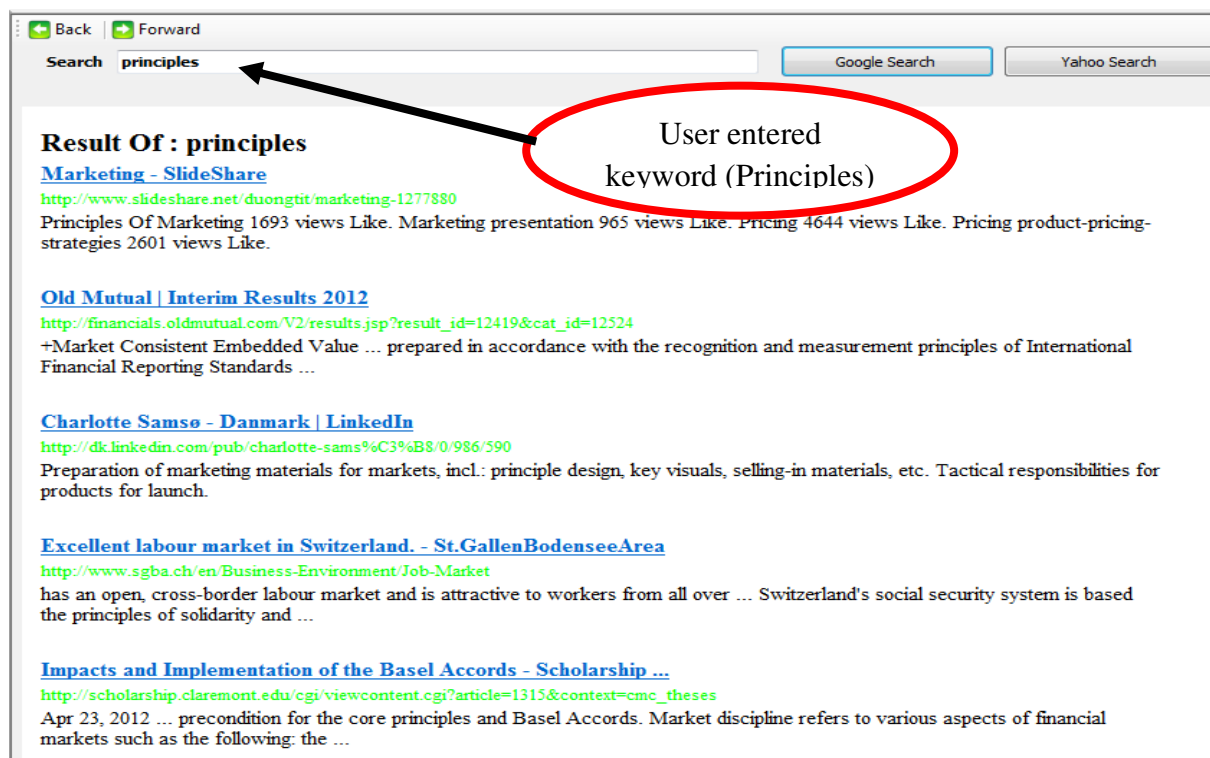 Back Forward
Search principles Google Search Yahoo Search
User entered
keyword (Principles)
Result Of : principles
Marketing - SlideShare
http://www.slideshare.net/duongtit/marketing-1277880
Principles Of Marketing 1693 views Like. Marketing presentation 965 views Like. Pricing 4644 views Like. Pricing product-pricing-
strategies 2601 views Like.
Old Mutual | Interim Results 2012
http://financials.oldmutual.com/V2/results.jsp?result_id=12419&cat_id=12524
+Market Consistent Embedded Value ... prepared in accordance with the recognition and measurement principles of International
Financial Reporting Standards ...
Charlotte Samsø - Danmark | LinkedIn
http://dk.linkedin.com/pub/charlotte-sams%C3%B8/0/986/590
Preparation of marketing materials for markets, incl.: principle design, key visuals, selling-in materials, etc. Tactical responsibilities for
products for launch.
Excellent labour market in Switzerland. - St.GallenBodenseeArea
http://www.sgba.ch/en/Business-Environment/Job-Market
has an open, cross-border labour market and is attractive to workers from all over ... Switzerland's social security system is based
the principles of solidarity and ...
Impacts and Implementation of the Basel Accords - Scholarship ...
http://scholarship.claremont.edu/cgi/viewcontent.cgi?article=1315&context=cmc_theses
Apr 23, 2012 ... precondition for the core principles and Basel Accords. Market discipline refers to various aspects of financial
markets such as the following: the ...